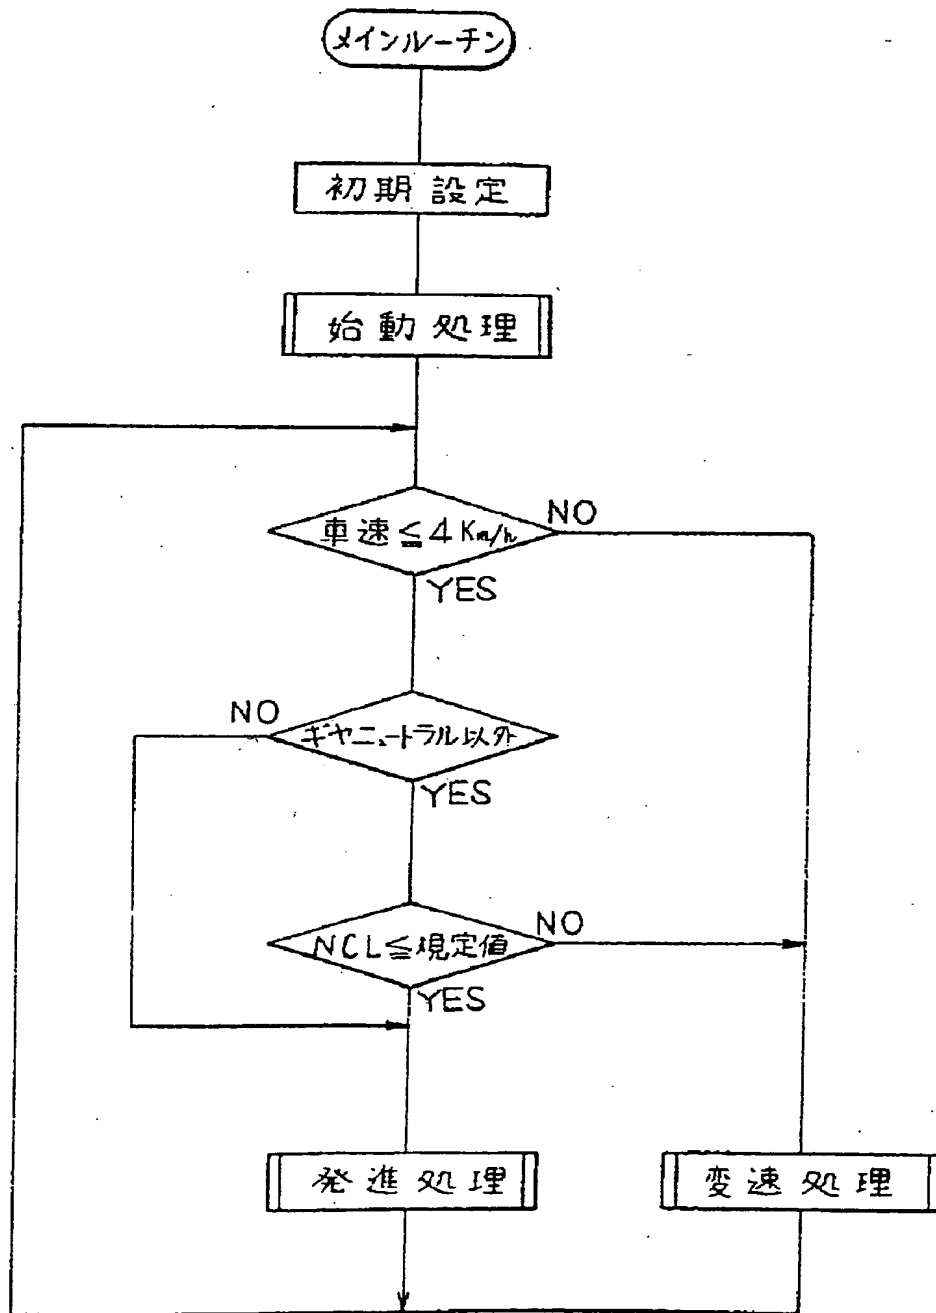 メインルーチン
初期設定
始動処理
車速≦4Km/h
NO
YES
NO
ギヤニュートラル以外
YES
NCL≦規定値
NO
YES
発進処理
変速処理